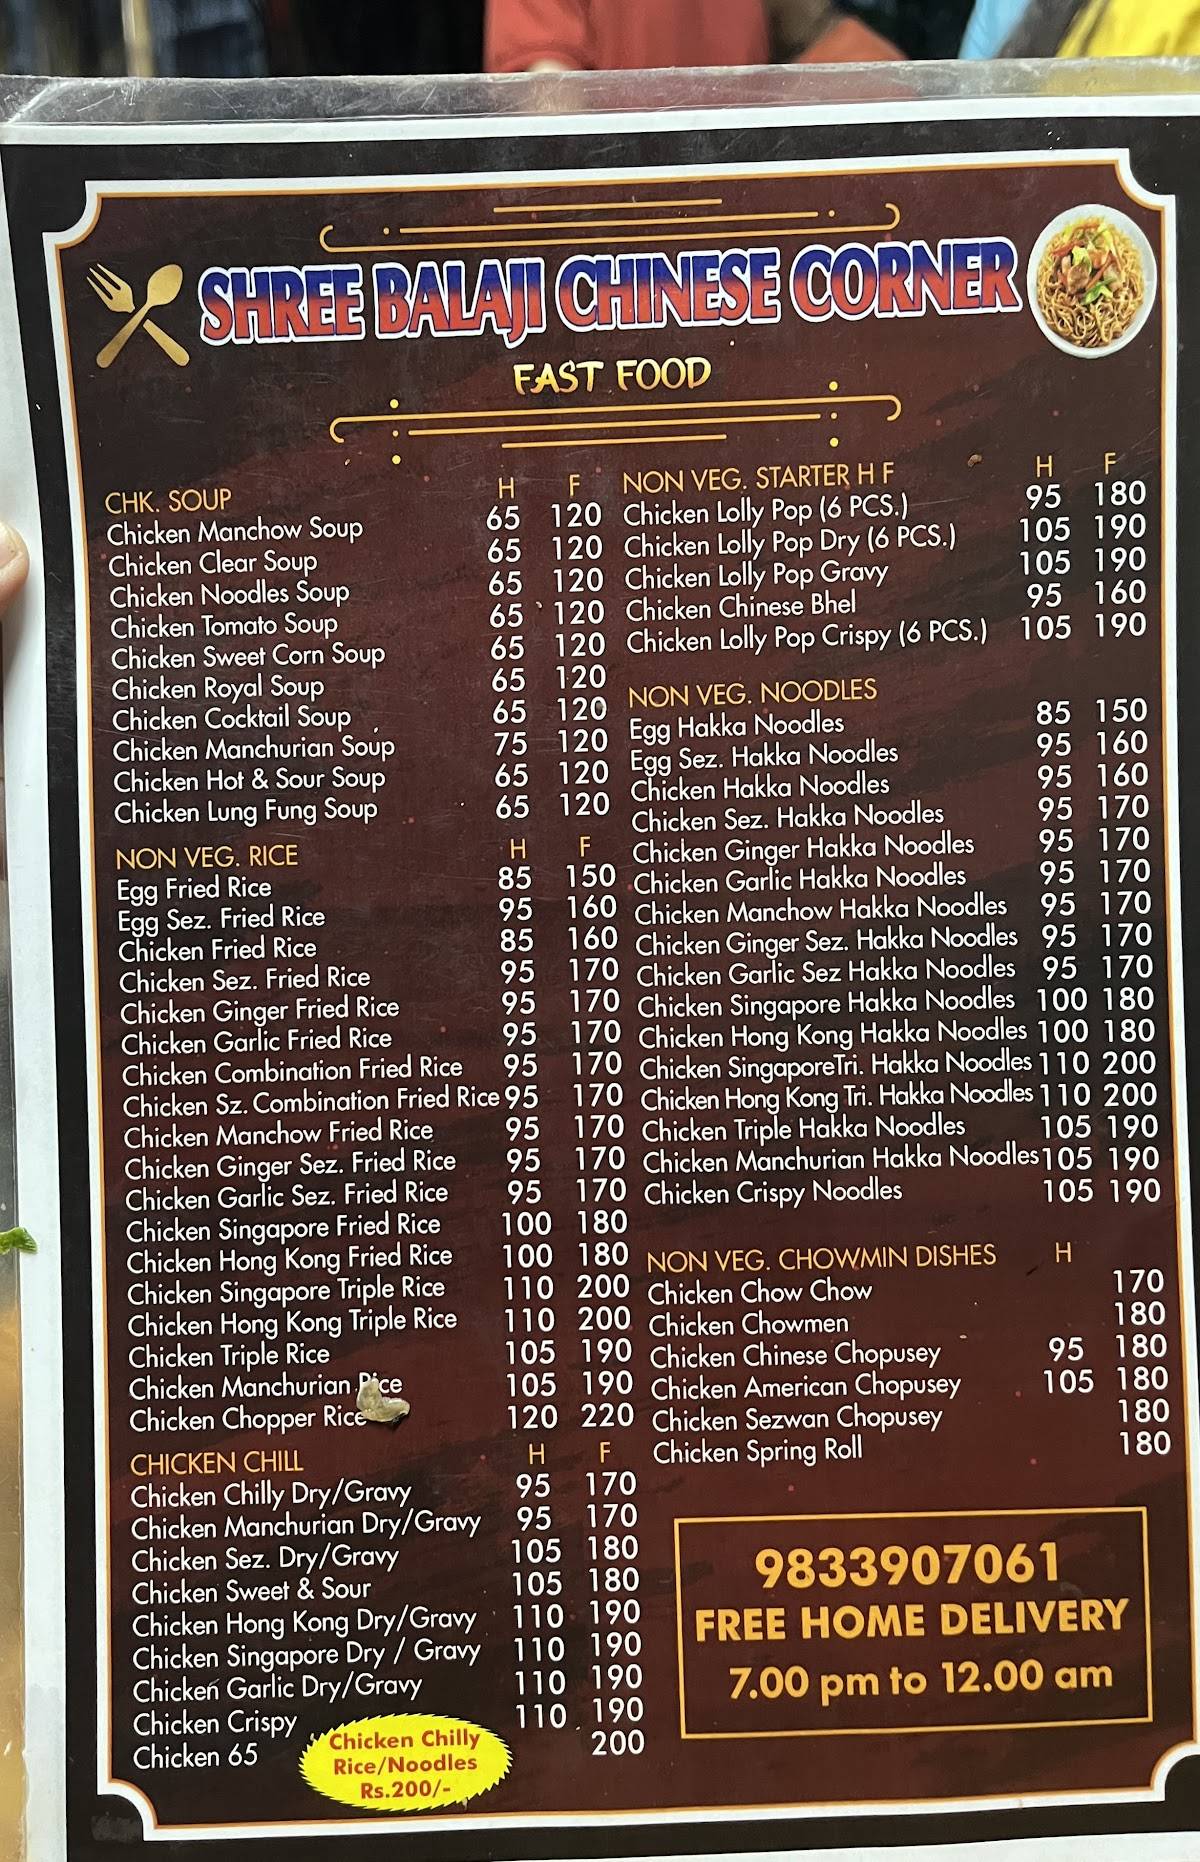 SHREE BALAJI CHINESE CORNER
FAST FOOD
CHK. SOUP H F
Chicken Manchow Soup 65 120
Chicken Clear Soup 65 120
Chicken Noodles Soup 65 120
Chicken Tomato Soup 65 120
Chicken Sweet Corn Soup 65 120
Chicken Royal Soup 65 120
Chicken Cocktail Soup 65 120
Chicken Manchurian Soup 75 120
Chicken Hot & Sour Soup 65 120
Chicken Lung Fung Soup 65 120
NON VEG. RICE H F
Egg Fried Rice 85 150
Egg Sez. Fried Rice 95 160
Chicken Fried Rice 85 160
Chicken Sez. Fried Rice 95 170
Chicken Ginger Fried Rice 95 170
Chicken Garlic Fried Rice 95 170
Chicken Combination Fried Rice 95 170
Chicken Sz. Combination Fried Rice 95 170
Chicken Manchow Fried Rice 95 170
Chicken Ginger Sez. Fried Rice 95 170
Chicken Garlic Sez. Fried Rice 95 170
Chicken Singapore Fried Rice 100 180
Chicken Hong Kong Fried Rice 100 180
Chicken Singapore Triple Rice 110 200
Chicken Hong Kong Triple Rice 110 200
Chicken Triple Rice 105 190
Chicken Manchurian Rice 105 190
Chicken Chopper Rice 120 220
CHICKEN CHILL H F
Chicken Chilly Dry/Gravy 95 170
Chicken Manchurian Dry/Gravy 95 170
Chicken Sez. Dry/Gravy 105 180
Chicken Sweet & Sour 105 180
Chicken Hong Kong Dry/Gravy 110 190
Chicken Singapore Dry / Gravy 110 190
Chicken Garlic Dry/Gravy 110 190
Chicken Crispy 110 190
Chicken 65 200
Chicken Chilly
Rice/Noodles
Rs.200/-
NON VEG. STARTER H F H F
Chicken Lolly Pop (6 PCS.) 95 180
Chicken Lolly Pop Dry (6 PCS.) 105 190
Chicken Lolly Pop Gravy 105 190
Chicken Chinese Bhel 95 160
Chicken Lolly Pop Crispy (6 PCS.) 105 190
NON VEG. NOODLES
Egg Hakka Noodles 85 150
Egg Sez. Hakka Noodles 95 160
Chicken Hakka Noodles 95 160
Chicken Sez. Hakka Noodles 95 170
Chicken Ginger Hakka Noodles 95 170
Chicken Garlic Hakka Noodles 95 170
Chicken Manchow Hakka Noodles 95 170
Chicken Ginger Sez. Hakka Noodles 95 170
Chicken Garlic Sez Hakka Noodles 95 170
Chicken Singapore Hakka Noodles 100 180
Chicken Hong Kong Hakka Noodles 100 180
Chicken SingaporeTri. Hakka Noodles 110 200
Chicken Hong Kong Tri. Hakka Noodles 110 200
Chicken Triple Hakka Noodles 105 190
Chicken Manchurian Hakka Noodles 105 190
Chicken Crispy Noodles 105 190
NON VEG. CHOWMIN DISHES H
Chicken Chow Chow 170
Chicken Chowmen 180
Chicken Chinese Chopusey 95 180
Chicken American Chopusey 105 180
Chicken Sezwan Chopusey 180
Chicken Spring Roll 180
9833907061
FREE HOME DELIVERY
7.00 pm to 12.00 am